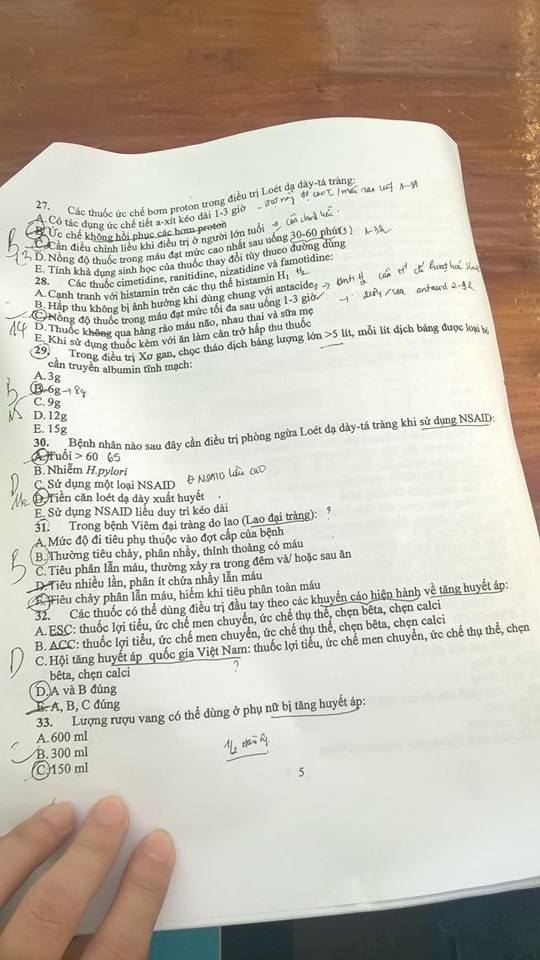 27. Các thuốc ức chế bơm proton trong điều trị Loét dạ dày-tá tràng:
A. Có tác dụng ức chế tiết a-xít kéo dài 1-3 giờ
B. Ức chế không hồi phục các bơm proton
C. Cần điều chỉnh liều khi điều trị ở người lớn tuổi
D. Nồng độ thuốc trong máu đạt mức cao nhất sau uống 30-60 phút 1-3h
E. Tính khả dụng sinh học của thuốc thay đổi tùy thuốc đường dùng
28. Các thuốc cimetidine, ranitidine, nizatidine và famotidine:
A. Cạnh tranh với histamin trên các thụ thể histamin H₁ H₂
B. Hấp thu không bị ảnh hưởng khi dùng chung với antacides
C. Nồng độ thuốc trong máu đạt mức tối đa sau uống 1-3 giờ
D. Thuốc không qua hàng rào máu não, nhau thai và sữa mẹ
14
E. Khi sử dụng thuốc kèm với ăn làm cản trở hấp thu thuốc
29. Trong điều trị Xơ gan, chọc tháo dịch báng lượng lớn >5 lít, mỗi lít dịch báng được loại bỏ
cần truyền albumin tĩnh mạch:
A. 3g
B. 6g → 8g
B
C. 9g
D. 12g
E. 15g
30. Bệnh nhân nào sau đây cần điều trị phòng ngừa Loét dạ dày-tá tràng khi sử dụng NSAID:
A. Tuổi > 60 65
B. Nhiễm H.pylori
C. Sử dụng một loại NSAID NSAID liều cao
D
D. Tiền căn loét dạ dày xuất huyết
E. Sử dụng NSAID liều duy trì kéo dài
31. Trong bệnh Viêm đại tràng do lao (Lao đại tràng): ?
A. Mức độ đi tiêu phụ thuộc vào đợt cấp của bệnh
B. Thường tiêu chảy, phân nhầy, thỉnh thoảng có máu
B
C. Tiêu phân lẫn máu, thường xảy ra trong đêm và/ hoặc sau ăn
D. Tiêu nhiều lần, phân ít chứa nhầy lẫn máu
E. Tiêu chảy phân lẫn máu, hiếm khi tiêu phân toàn máu
32. Các thuốc có thể dùng điều trị đầu tay theo các khuyến cáo hiện hành về tăng huyết áp:
A. ESC: thuốc lợi tiểu, ức chế men chuyển, ức chế thụ thể, chẹn bêta, chẹn calci
B. ACC: thuốc lợi tiểu, ức chế men chuyển, ức chế thụ thể, chẹn bêta, chẹn calci
D
C. Hội tăng huyết áp quốc gia Việt Nam: thuốc lợi tiểu, ức chế men chuyển, ức chế thụ thể, chẹn
bêta, chẹn calci ?
D. A và B đúng
E. A, B, C đúng
33. Lượng rượu vang có thể dùng ở phụ nữ bị tăng huyết áp:
A. 600 ml
B. 300 ml
C. 150 ml
1/2
5